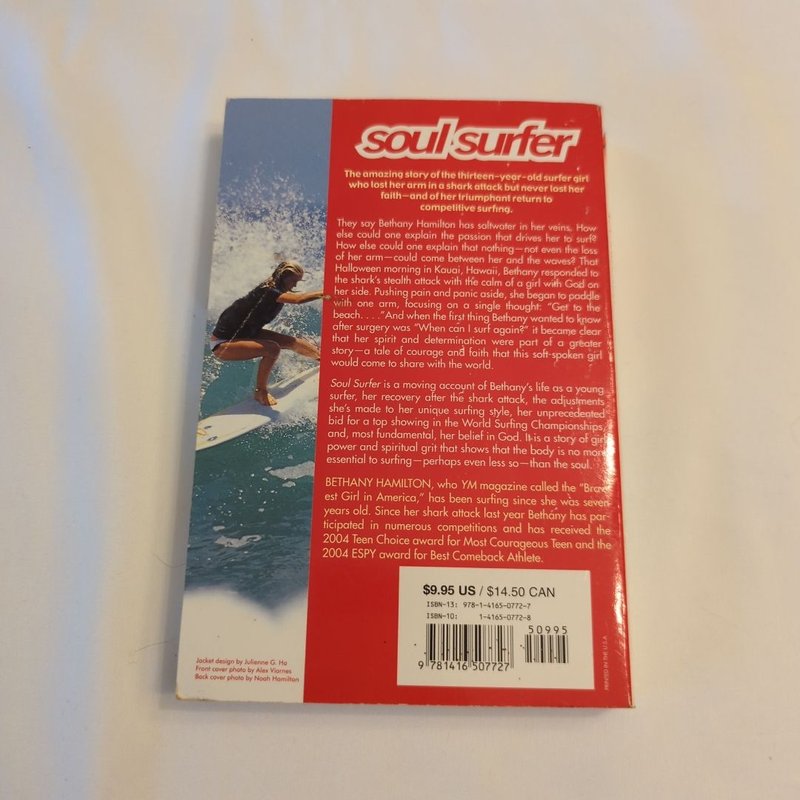 soul surfer
The amazing story of the thirteen-year-old surfer girl
who lost her arm in a shark attack but never lost her
faith—and of her triumphant return to
competitive surfing.
They say Bethany Hamilton has saltwater in her veins. How
else could one explain the passion that drives her to surf?
How else could one explain that nothing—not even the loss
of her arm—could come between her and the waves? That
Halloween morning in Kauai, Hawaii, Bethany responded to
the shark's stealth attack with the calm of a girl with God on
her side. Pushing pain and panic aside, she began to paddle
with one arm, focusing on a single thought: "Get to the
beach. . . ." And when the first thing Bethany wanted to know
after surgery was "When can I surf again?" it became clear
that her spirit and determination were part of a greater
story—a tale of courage and faith that this soft-spoken girl
would come to share with the world.
Soul Surfer is a moving account of Bethany's life as a young
surfer, her recovery after the shark attack, the adjustments
she's made to her unique surfing style, her unprecedented
bid for a top showing in the World Surfing Championships,
and, most fundamental, her belief in God. It is a story of girl
power and spiritual grit that shows that the body is no more
essential to surfing—perhaps even less so—than the soul.
BETHANY HAMILTON, who YM magazine called the "Brav-
est Girl in America," has been surfing since she was seven
years old. Since her shark attack last year Bethany has par-
ticipated in numerous competitions and has received the
2004 Teen Choice award for Most Courageous Teen and the
2004 ESPY award for Best Comeback Athlete.
$9.95 US / $14.50 CAN
ISBN-13: 978-1-4165-0772-7
ISBN-10: 1-4165-0772-8
50995
9 781416 507727
PRINTED IN THE U.S.A.
Jacket design by Julienne G. Ha
Front cover photo by Alex Viarnes
Back cover photo by Noah Hamilton